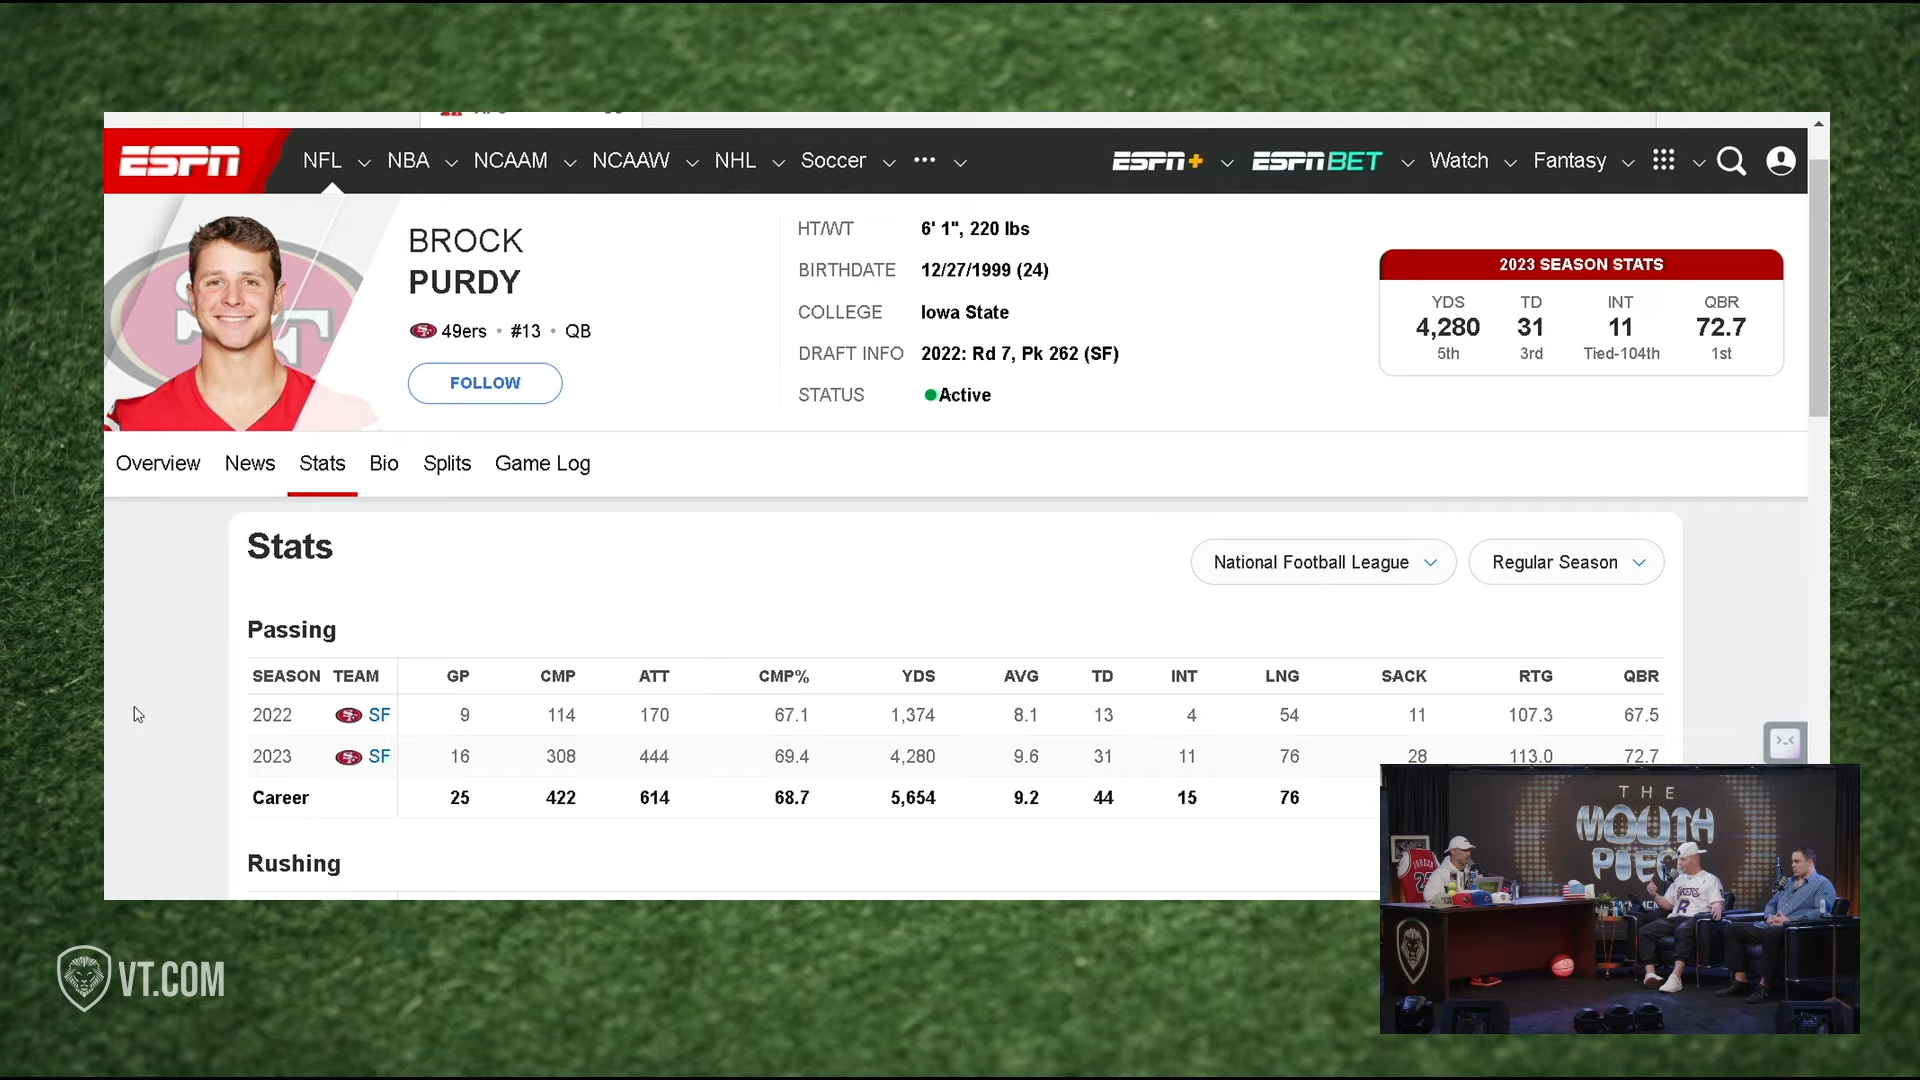 ESPN NFL NBA NCAAM NCAAW NHL Soccer ••• ESPN+ ESPN BET Watch Fantasy
BROCK
PURDY
49ers • #13 • QB
FOLLOW
HT/WT 6' 1", 220 lbs
BIRTHDATE 12/27/1999 (24)
COLLEGE Iowa State
DRAFT INFO 2022: Rd 7, Pk 262 (SF)
STATUS Active
2023 SEASON STATS
YDS TD INT QBR
4,280 31 11 72.7
5th 3rd Tied-104th 1st
Overview News Stats Bio Splits Game Log
Stats
National Football League Regular Season
Passing
SEASON TEAM GP CMP ATT CMP% YDS AVG TD INT LNG SACK RTG QBR
2022 SF 9 114 170 67.1 1,374 8.1 13 4 54 11 107.3 67.5
2023 SF 16 308 444 69.4 4,280 9.6 31 11 76 28 113.0 72.7
Career 25 422 614 68.7 5,654 9.2 44 15 76
Rushing
THE
MOUTH
PIECE
JORDAN
VT.COM